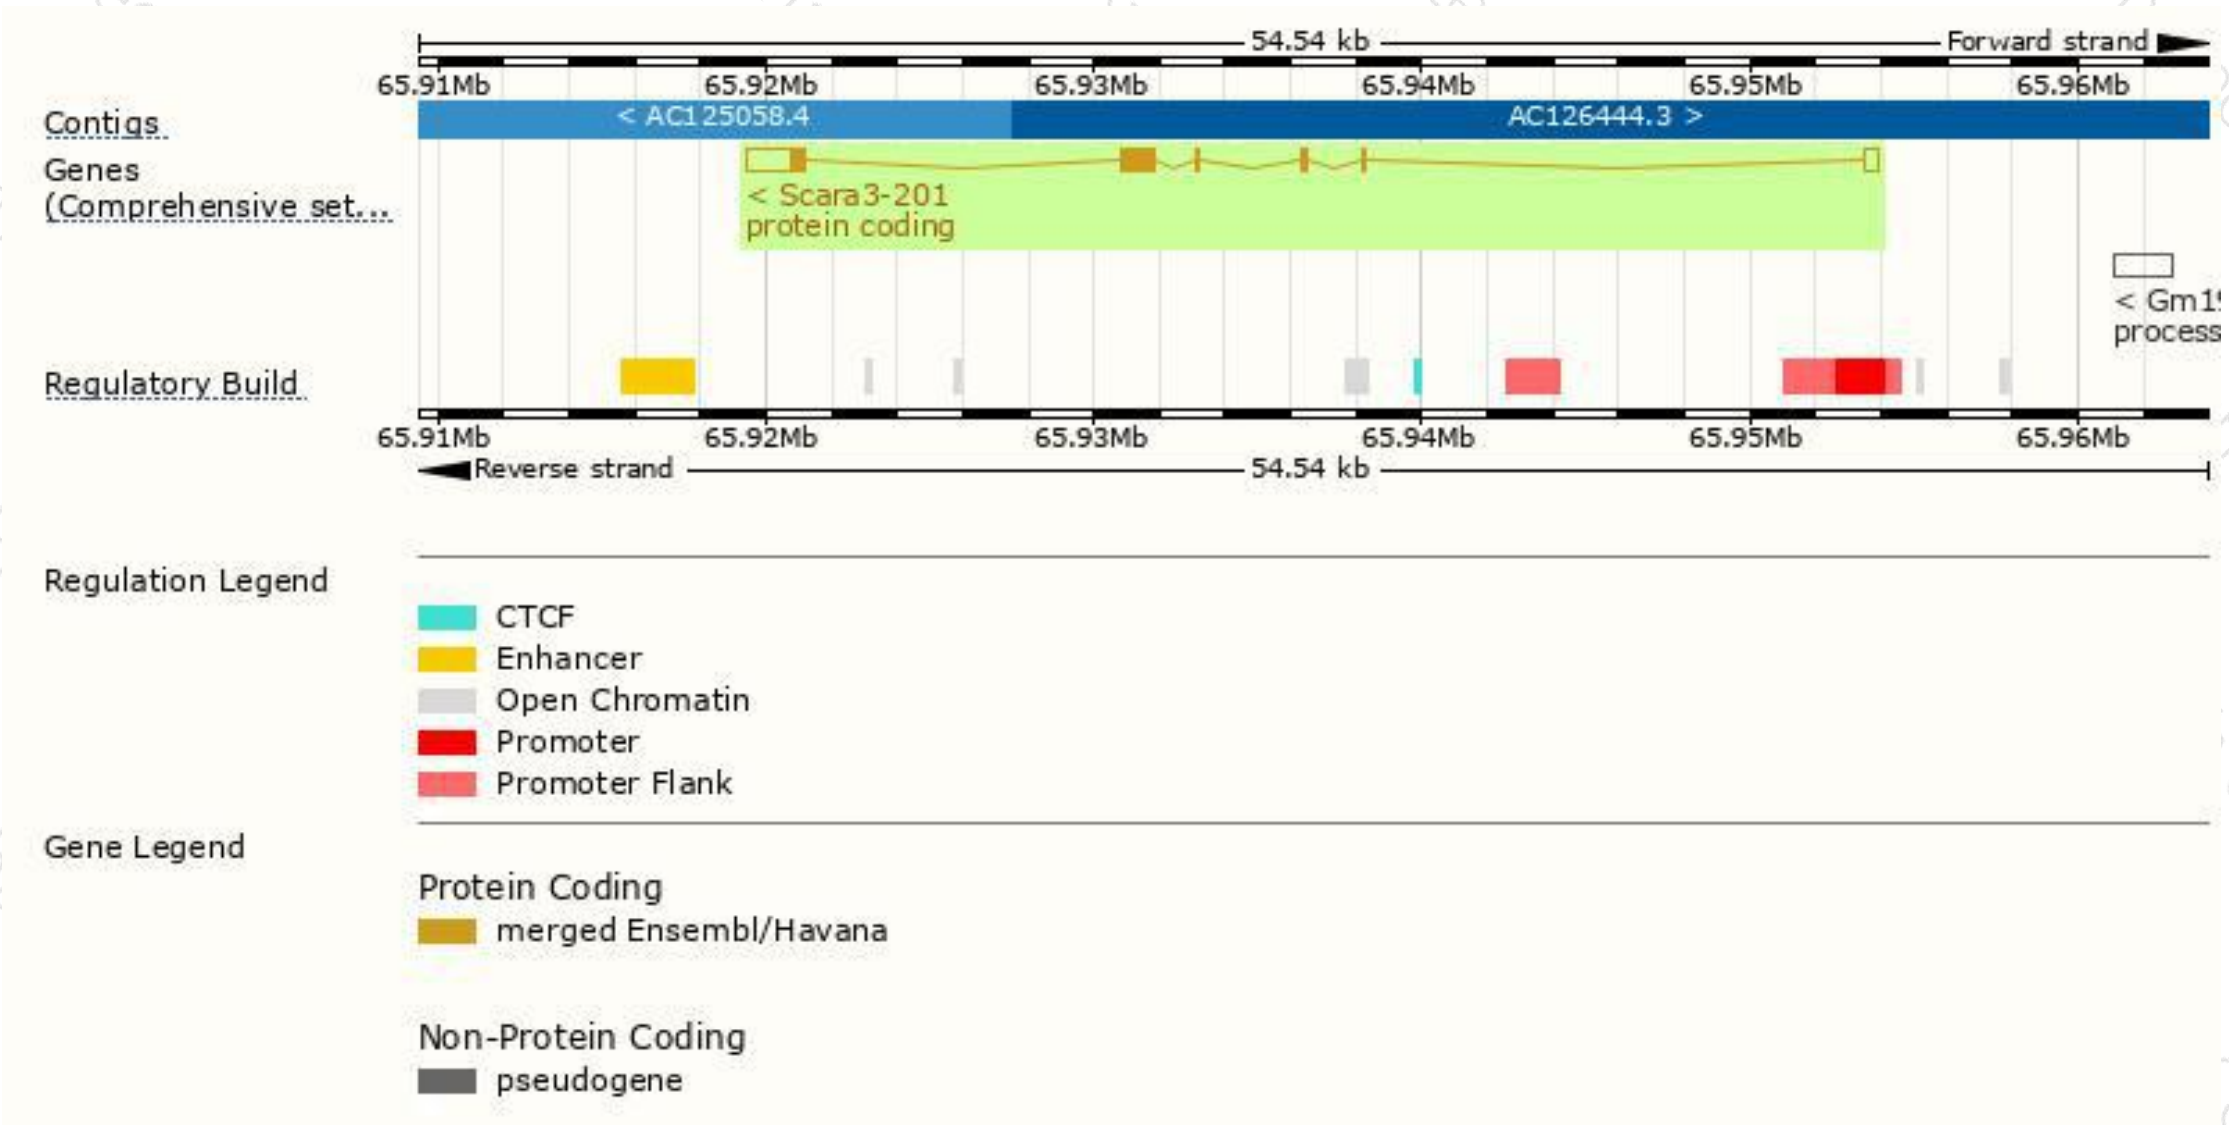 54.54 kb Forward strand
65.91Mb 65.92Mb 65.93Mb 65.94Mb 65.95Mb 65.96Mb
Contigs < AC125058.4 AC126444.3 >
Genes
(Comprehensive set...
< Scara3-201
protein coding
< Gm19
process
Regulatory Build
65.91Mb 65.92Mb 65.93Mb 65.94Mb 65.95Mb 65.96Mb
Reverse strand 54.54 kb
Regulation Legend
CTCF
Enhancer
Open Chromatin
Promoter
Promoter Flank
Gene Legend
Protein Coding
merged Ensembl/Havana
Non-Protein Coding
pseudogene